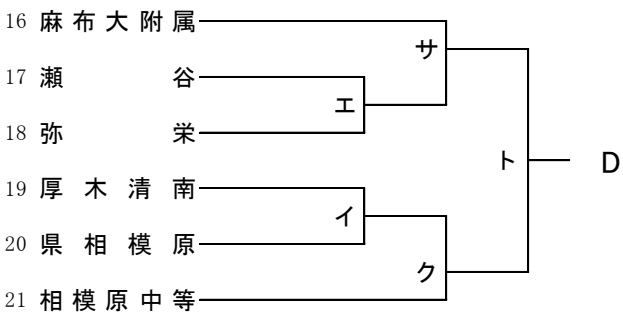 16 麻布大附属
サ
17 瀬谷
エ
18 弥栄
ト D
19 厚木清南
イ
20 県相模原
ク
21 相模原中等